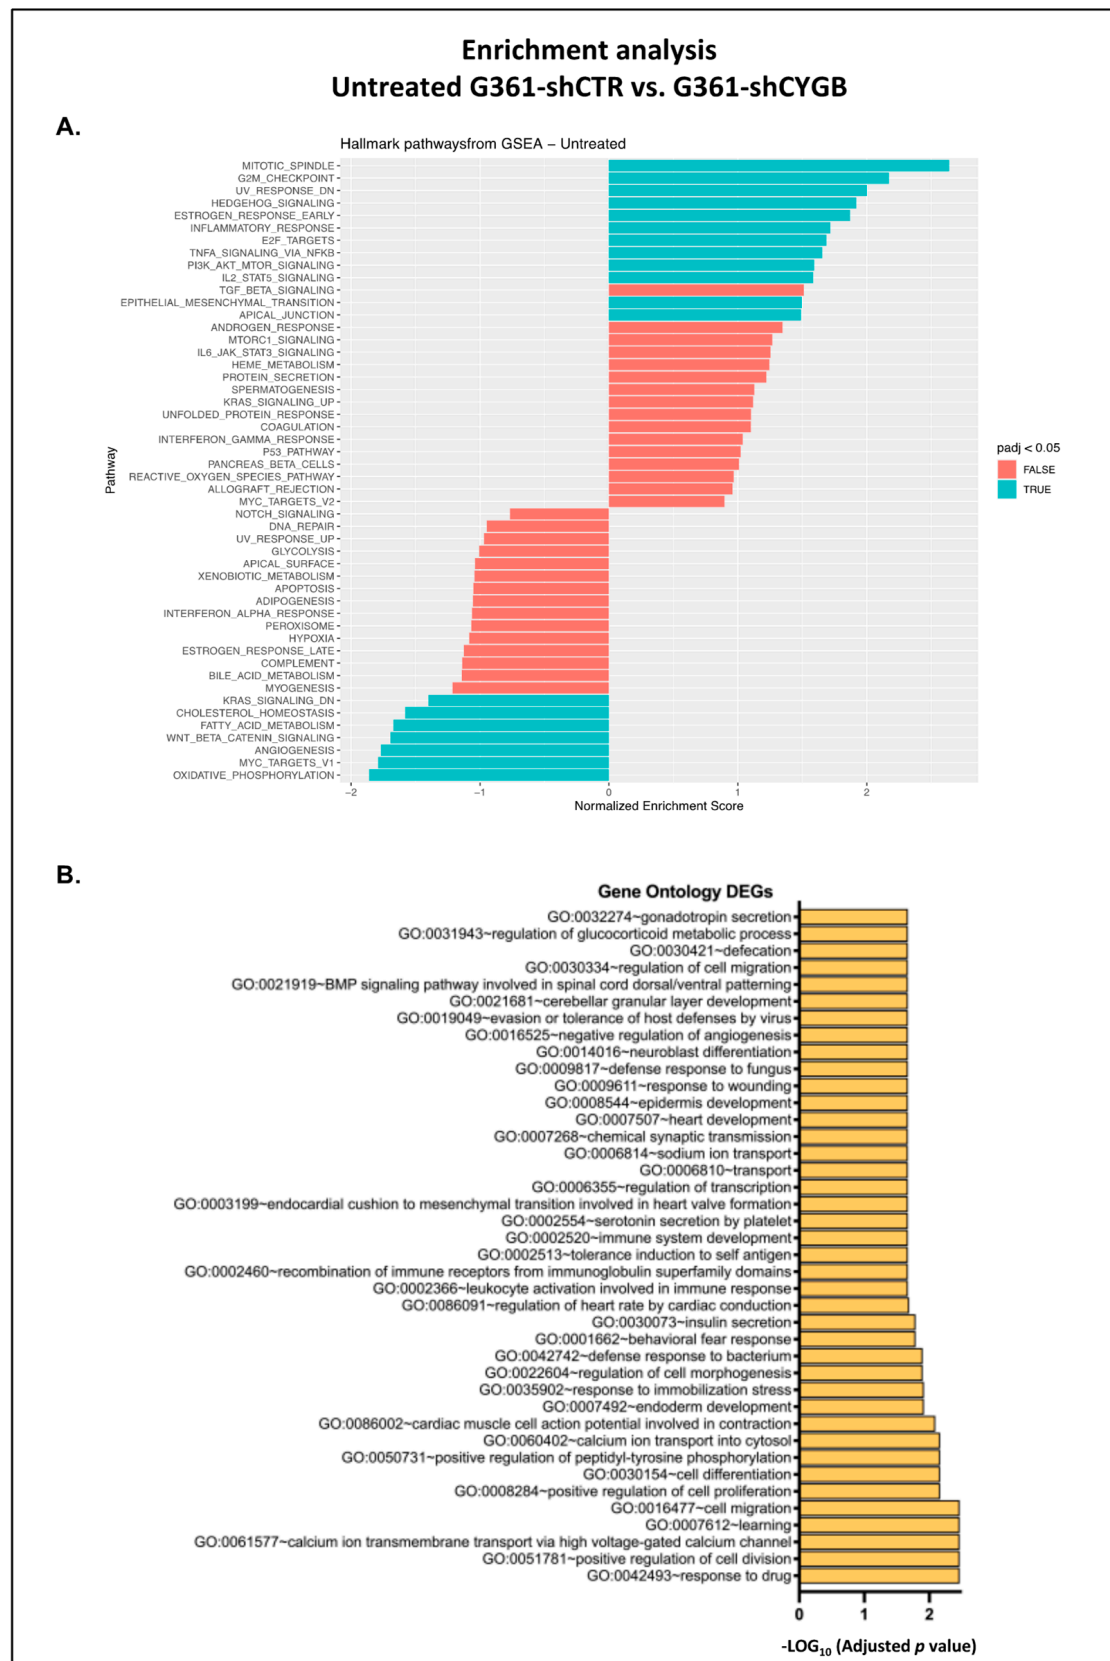 Enrichment analysis
Untreated G361-shCTR vs. G361-shCYGB
A.
Hallmark pathwaysfrom GSEA – Untreated
MITOTIC_SPINDLE
G2M_CHECKPOINT
UV_RESPONSE_DN
HEDGEHOG_SIGNALING
ESTROGEN_RESPONSE_EARLY
INFLAMMATORY_RESPONSE
E2F_TARGETS
TNFA_SIGNALING_VIA_NFKB
PI3K_AKT_MTOR_SIGNALING
IL2_STAT5_SIGNALING
TGF_BETA_SIGNALING
EPITHELIAL_MESENCHYMAL_TRANSITION
APICAL_JUNCTION
ANDROGEN_RESPONSE
MTORC1_SIGNALING
IL6_JAK_STAT3_SIGNALING
HEME_METABOLISM
PROTEIN_SECRETION
SPERMATOGENESIS
KRAS_SIGNALING_UP
UNFOLDED_PROTEIN_RESPONSE
COAGULATION
INTERFERON_GAMMA_RESPONSE
P53_PATHWAY
PANCREAS_BETA_CELLS
REACTIVE_OXYGEN_SPECIES_PATHWAY
ALLOGRAFT_REJECTION
MYC_TARGETS_V2
NOTCH_SIGNALING
DNA_REPAIR
UV_RESPONSE_UP
GLYCOLYSIS
APICAL_SURFACE
XENOBIOTIC_METABOLISM
APOPTOSIS
ADIPOGENESIS
INTERFERON_ALPHA_RESPONSE
PEROXISOME
HYPOXIA
ESTROGEN_RESPONSE_LATE
COMPLEMENT
BILE_ACID_METABOLISM
MYOGENESIS
KRAS_SIGNALING_DN
CHOLESTEROL_HOMEOSTASIS
FATTY_ACID_METABOLISM
WNT_BETA_CATENIN_SIGNALING
ANGIOGENESIS
MYC_TARGETS_V1
OXIDATIVE_PHOSPHORYLATION
Pathway
−2 −1 0 1 2
Normalized Enrichment Score
padj < 0.05
FALSE
TRUE
B.
Gene Ontology DEGs
GO:0032274~gonadotropin secretion
GO:0031943~regulation of glucocorticoid metabolic process
GO:0030421~defecation
GO:0030334~regulation of cell migration
GO:0021919~BMP signaling pathway involved in spinal cord dorsal/ventral patterning
GO:0021681~cerebellar granular layer development
GO:0019049~evasion or tolerance of host defenses by virus
GO:0016525~negative regulation of angiogenesis
GO:0014016~neuroblast differentiation
GO:0009817~defense response to fungus
GO:0009611~response to wounding
GO:0008544~epidermis development
GO:0007507~heart development
GO:0007268~chemical synaptic transmission
GO:0006814~sodium ion transport
GO:0006810~transport
GO:0006355~regulation of transcription
GO:0003199~endocardial cushion to mesenchymal transition involved in heart valve formation
GO:0002554~serotonin secretion by platelet
GO:0002520~immune system development
GO:0002513~tolerance induction to self antigen
GO:0002460~recombination of immune receptors from immunoglobulin superfamily domains
GO:0002366~leukocyte activation involved in immune response
GO:0086091~regulation of heart rate by cardiac conduction
GO:0030073~insulin secretion
GO:0001662~behavioral fear response
GO:0042742~defense response to bacterium
GO:0022604~regulation of cell morphogenesis
GO:0035902~response to immobilization stress
GO:0007492~endoderm development
GO:0086002~cardiac muscle cell action potential involved in contraction
GO:0060402~calcium ion transport into cytosol
GO:0050731~positive regulation of peptidyl-tyrosine phosphorylation
GO:0030154~cell differentiation
GO:0008284~positive regulation of cell proliferation
GO:0016477~cell migration
GO:0007612~learning
GO:0061577~calcium ion transmembrane transport via high voltage-gated calcium channel
GO:0051781~positive regulation of cell division
GO:0042493~response to drug
0 1 2
-LOG₁₀ (Adjusted p value)